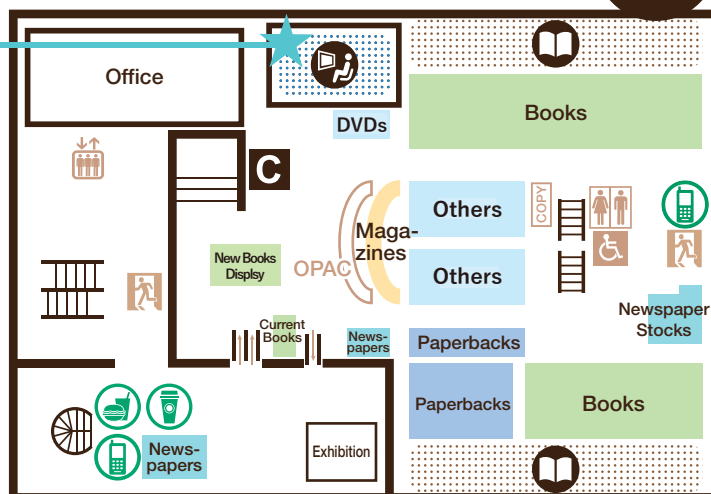 Office
DVDs
Books
C
COPY
Others
Maga-
zines
New Books
Displsy
OPAC
Others
Current
Books
News-
papers
Paperbacks
Newspaper
Stocks
Paperbacks
Books
News-
papers
Exhibition